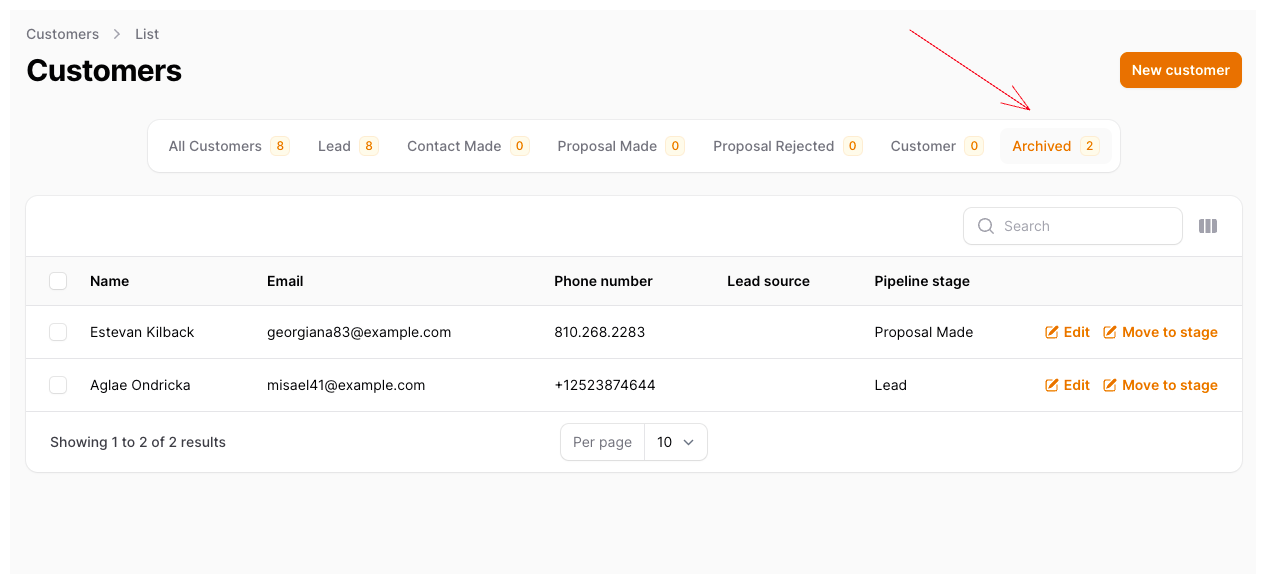 Customers > List
Customers
New customer
All Customers 8 Lead 8 Contact Made 0 Proposal Made 0 Proposal Rejected 0 Customer 0 Archived 2
Search
Name Email Phone number Lead source Pipeline stage
Estevan Kilback georgiana83@example.com 810.268.2283 Proposal Made Edit Move to stage
Aglae Ondricka misael41@example.com +12523874644 Lead Edit Move to stage
Showing 1 to 2 of 2 results Per page 10